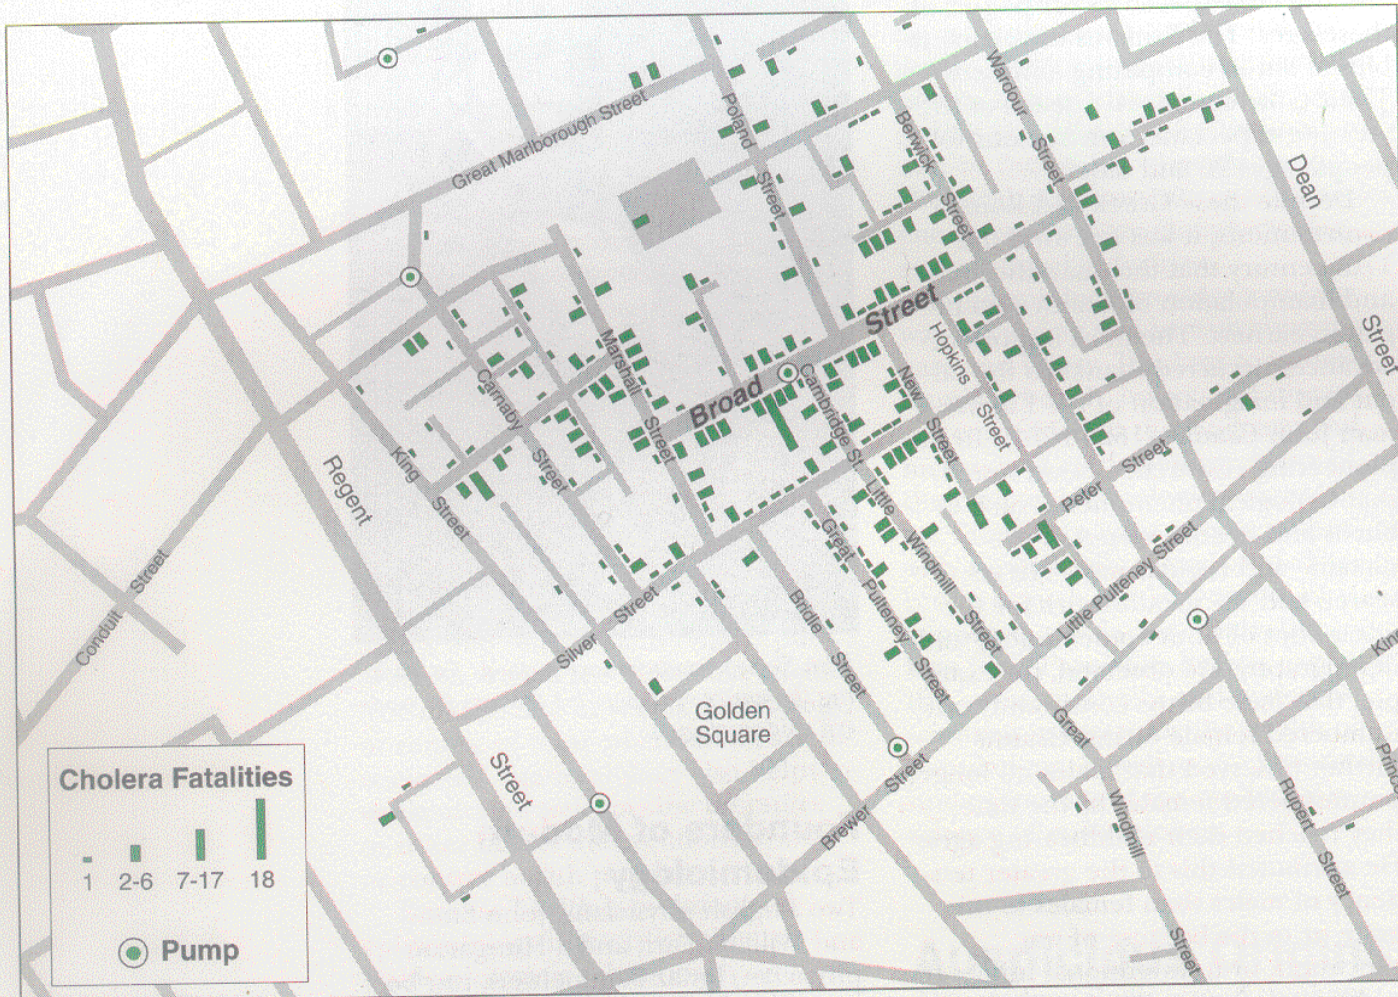 Great Marlborough Street
Poland
Street
Berwick
Street
Wardour
Street
Dean
Street
Broad
Street
Marshall
Street
Carnaby
Street
King
Street
Regent
Street
Conduit Street
Cambridge St.
New
Street
Hopkins
Street
Peter Street
Little
Windmill
Street
Great
Pulteney
Street
Little Pulteney Street
Bridle
Street
Silver Street
Golden
Square
Brewer Street
Great
Windmill
Street
Rupert
Street
Cholera Fatalities
1 2-6 7-17 18
Pump